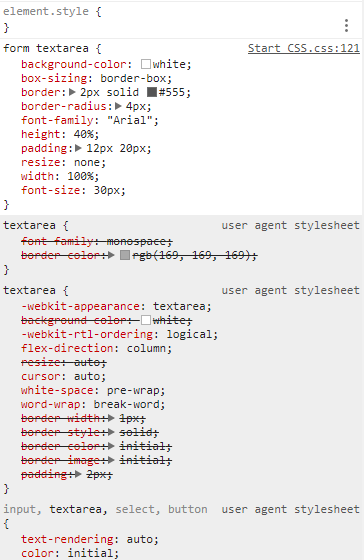 element.style {
}
form textarea { Start CSS.css:121
background-color: white;
box-sizing: border-box;
border: 2px solid #555;
border-radius: 4px;
font-family: "Arial";
height: 40%;
padding: 12px 20px;
resize: none;
width: 100%;
font-size: 30px;
}
textarea { user agent stylesheet
font-family: monospace;
border-color: rgb(169, 169, 169);
}
textarea { user agent stylesheet
-webkit-appearance: textarea;
background-color: white;
-webkit-rtl-ordering: logical;
flex-direction: column;
resize: auto;
cursor: auto;
white-space: pre-wrap;
word-wrap: break-word;
border-width: 1px;
border-style: solid;
border-color: initial;
border-image: initial;
padding: 2px;
}
input, textarea, select, button user agent stylesheet
{
text-rendering: auto;
color: initial;